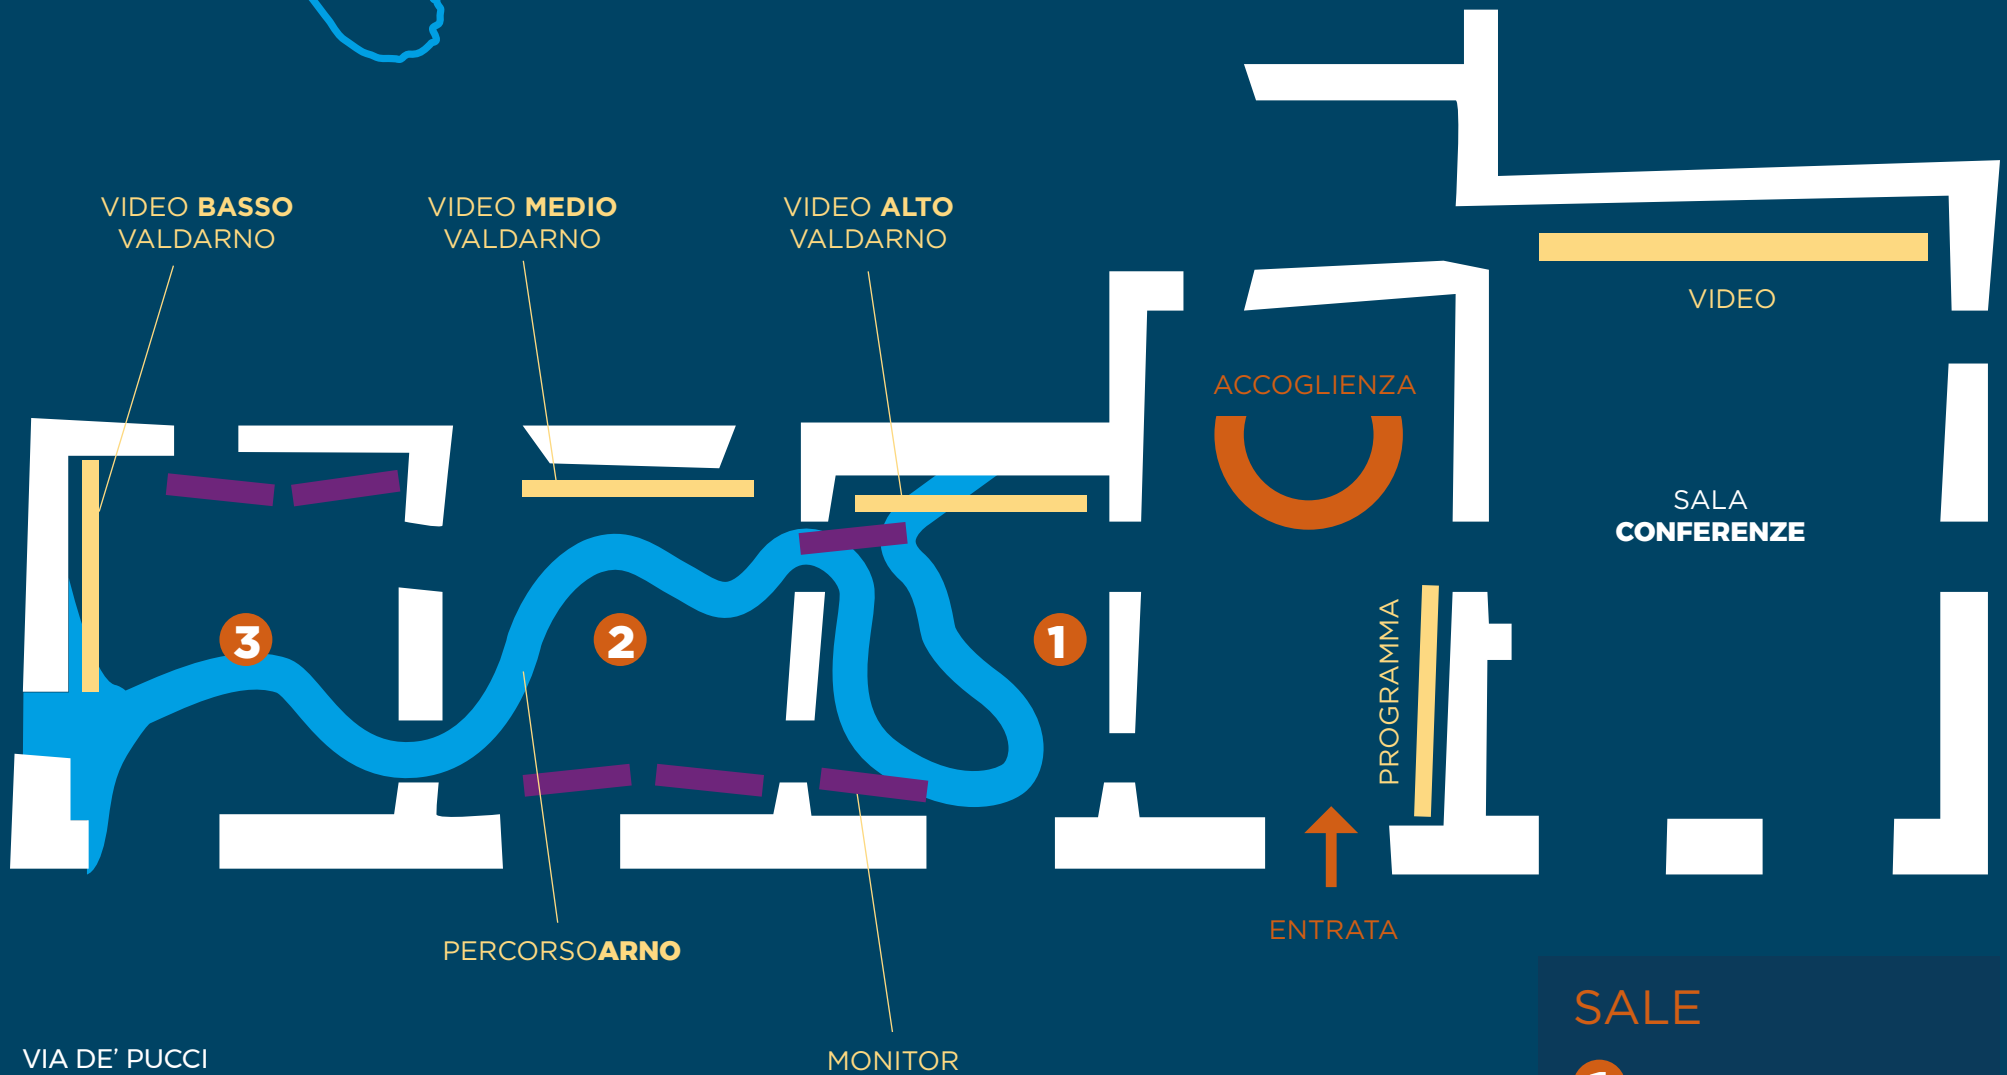 VIDEO BASSO
VALDARNO
VIDEO MEDIO
VALDARNO
VIDEO ALTO
VALDARNO
VIDEO
ACCOGLIENZA
SALA
CONFERENZE
3
2
1
PROGRAMMA
ENTRATA
PERCORSOARNO
SALE
VIA DE’ PUCCI
MONITOR